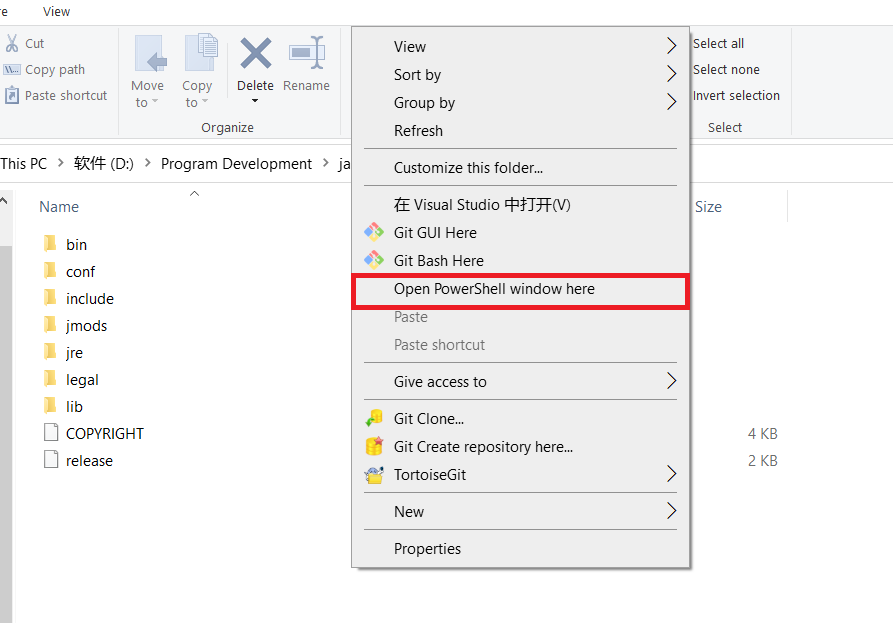 re
View
Cut
Copy path
Paste shortcut
Move to
Copy to
Delete
Rename
Organize
Select all
Select none
Invert selection
Select
This PC > 软件 (D:) > Program Development > ja
Name
Size
bin
conf
include
jmods
jre
legal
lib
COPYRIGHT
4 KB
release
2 KB
View
Sort by
Group by
Refresh
Customize this folder...
在 Visual Studio 中打开(V)
Git GUI Here
Git Bash Here
Open PowerShell window here
Paste
Paste shortcut
Give access to
Git Clone...
Git Create repository here...
TortoiseGit
New
Properties